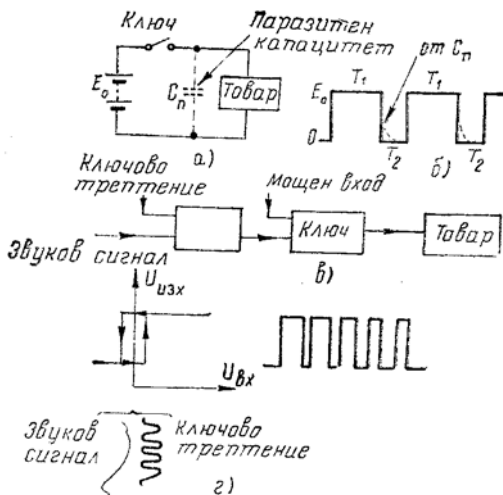 Ключ
Паразитен
капацитет
E₀
Cп
Товар
а)
от Cп
E₀
T₁
T₁
0
T₂
T₂
б)
Ключово
трептение
Мощен вход
Звуков сигнал
Ключ
Товар
в)
Uизх
Uвх
Звуков
сигнал
Ключово
трептение
г)